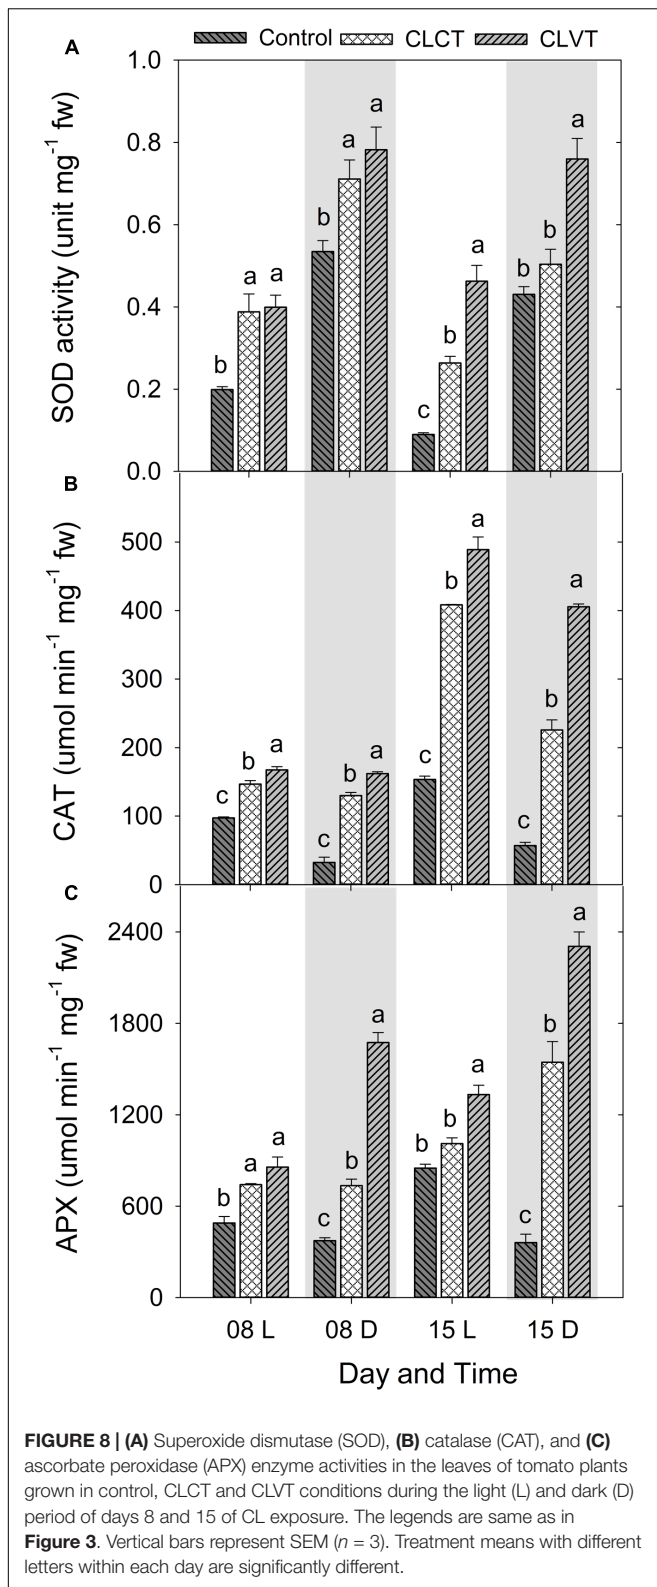 Control CLCT CLVT
A
SOD activity (unit mg-1 fw)
1.0
0.8
0.6
0.4
0.2
0.0
b a a
b a a
c b a
b b a
B
CAT (umol min-1 mg-1 fw)
500
400
300
200
100
0
c b a
c b a
c b a
c b a
C
APX (umol min-1 mg-1 fw)
2400
1800
1200
600
0
b a a
c b a
b b a
c b a
08 L 08 D 15 L 15 D
Day and Time
FIGURE 8 | (A) Superoxide dismutase (SOD), (B) catalase (CAT), and (C)
ascorbate peroxidase (APX) enzyme activities in the leaves of tomato plants
grown in control, CLCT and CLVT conditions during the light (L) and dark (D)
period of days 8 and 15 of CL exposure. The legends are same as in
Figure 3. Vertical bars represent SEM (n = 3). Treatment means with different
letters within each day are significantly different.